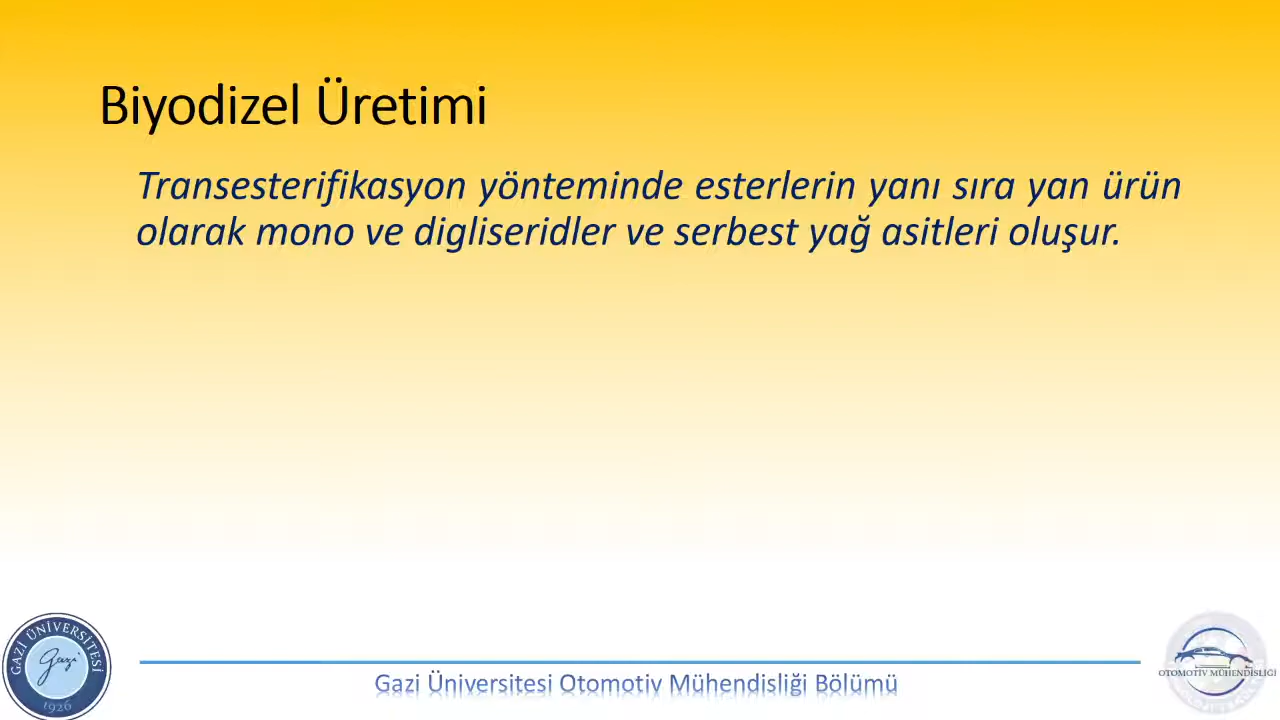 Biyodizel Üretimi
Transesterifikasyon yönteminde esterlerin yanı sıra yan ürün
olarak mono ve digliseridler ve serbest yağ asitleri oluşur.
GAZİ ÜNİVERSİTESİ
Gazi
1926
Gazi Üniversitesi Otomotiv Mühendisliği Bölümü
OTOMOTİV MÜHENDİSLİĞİ